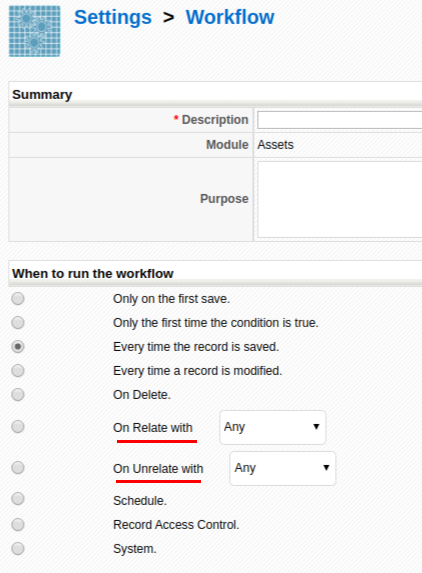 Settings > Workflow
Summary
* Description
Module Assets
Purpose
When to run the workflow
Only on the first save.
Only the first time the condition is true.
Every time the record is saved.
Every time a record is modified.
On Delete.
On Relate with Any
On Unrelate with Any
Schedule.
Record Access Control.
System.